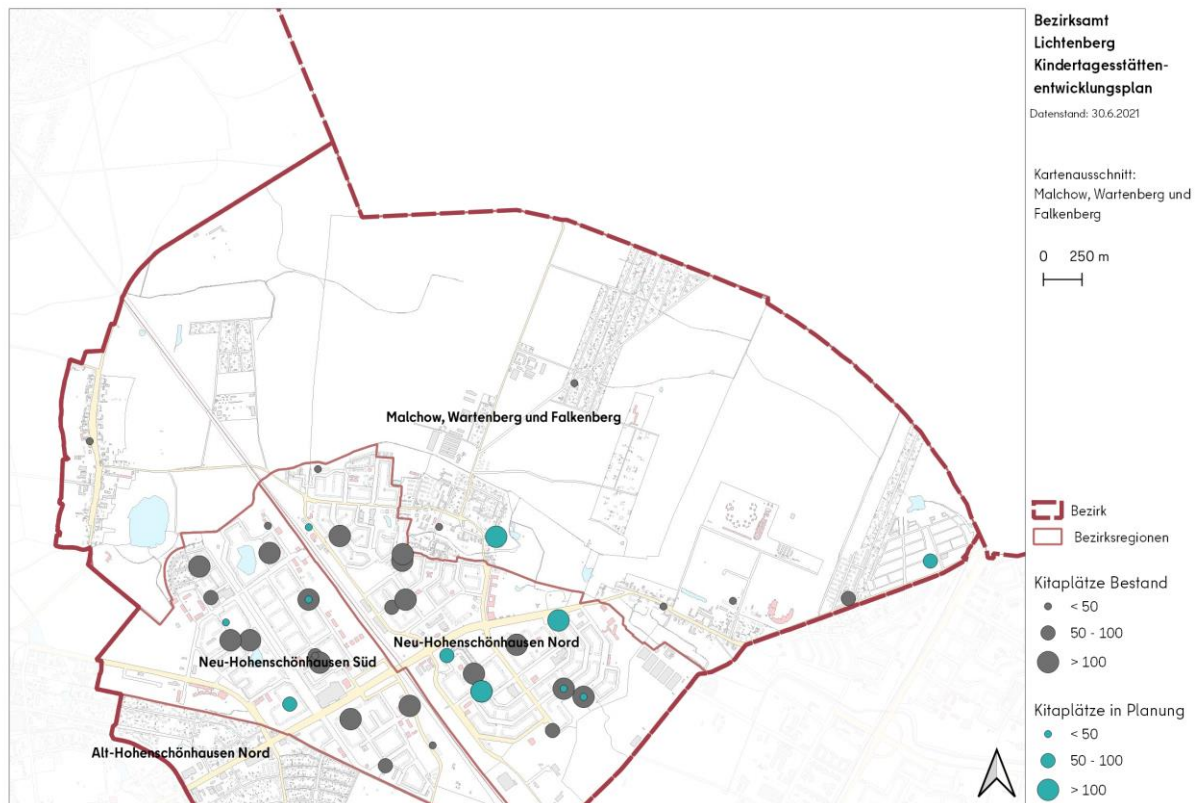 Bezirksamt
Lichtenberg
Kindertagesstätten-
entwicklungsplan
Datenstand: 30.6.2021
Kartenausschnitt:
Malchow, Wartenberg und
Falkenberg
0 250 m
Malchow, Wartenberg und Falkenberg
Neu-Hohenschönhausen Nord
Neu-Hohenschönhausen Süd
Alt-Hohenschönhausen Nord
Bezirk
Bezirksregionen
Kitaplätze Bestand
< 50
50 - 100
> 100
Kitaplätze in Planung
< 50
50 - 100
> 100